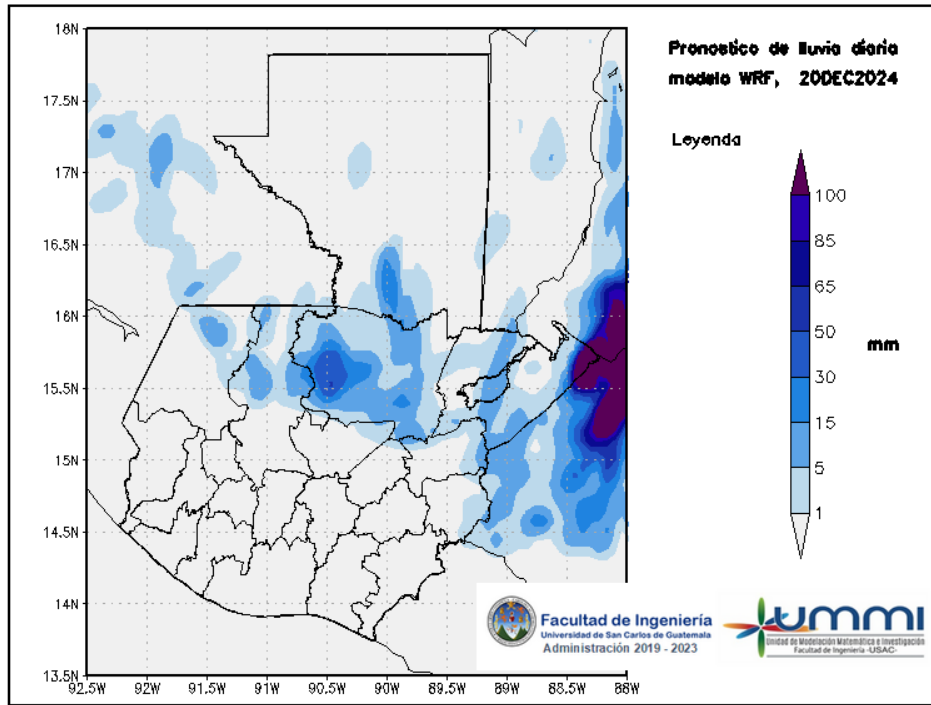 Pronostico de lluvia diaria
modelo WRF, 20DEC2024
Leyenda
100
85
65
50
30
15
5
1
mm
18N
17.5N
17N
16.5N
16N
15.5N
15N
14.5N
14N
13.5N
92.5W 92W 91.5W 91W 90.5W 90W 89.5W 89W 88.5W 88W
Facultad de Ingeniería
Universidad de San Carlos de Guatemala
Administración 2019 - 2023
UMMI
Unidad de Modelación Matemática e Investigación
Facultad de Ingeniería -USAC-